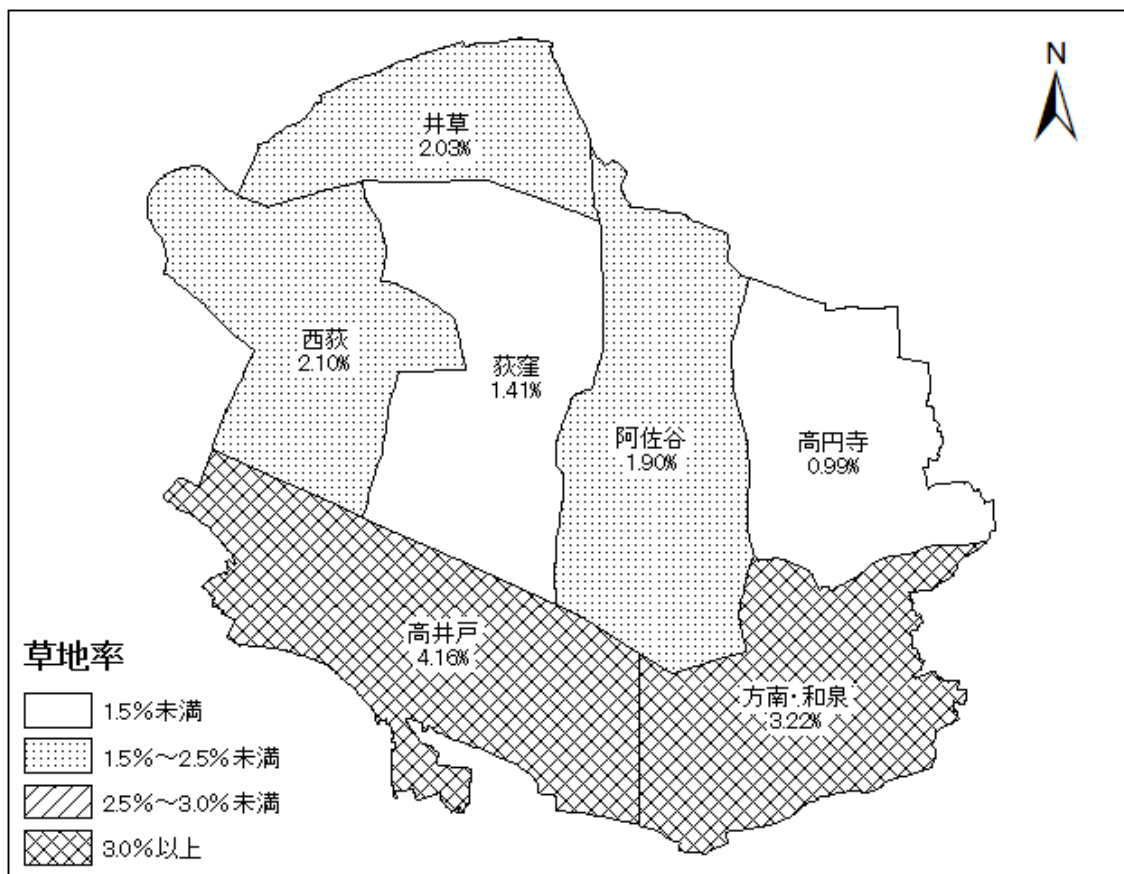 N
井草
2.03%
西荻
2.10%
荻窪
1.41%
阿佐谷
1.90%
高円寺
0.99%
高井戸
4.16%
方南・和泉
3.22%
草地率
1.5%未満
1.5%～2.5%未満
2.5%～3.0%未満
3.0%以上